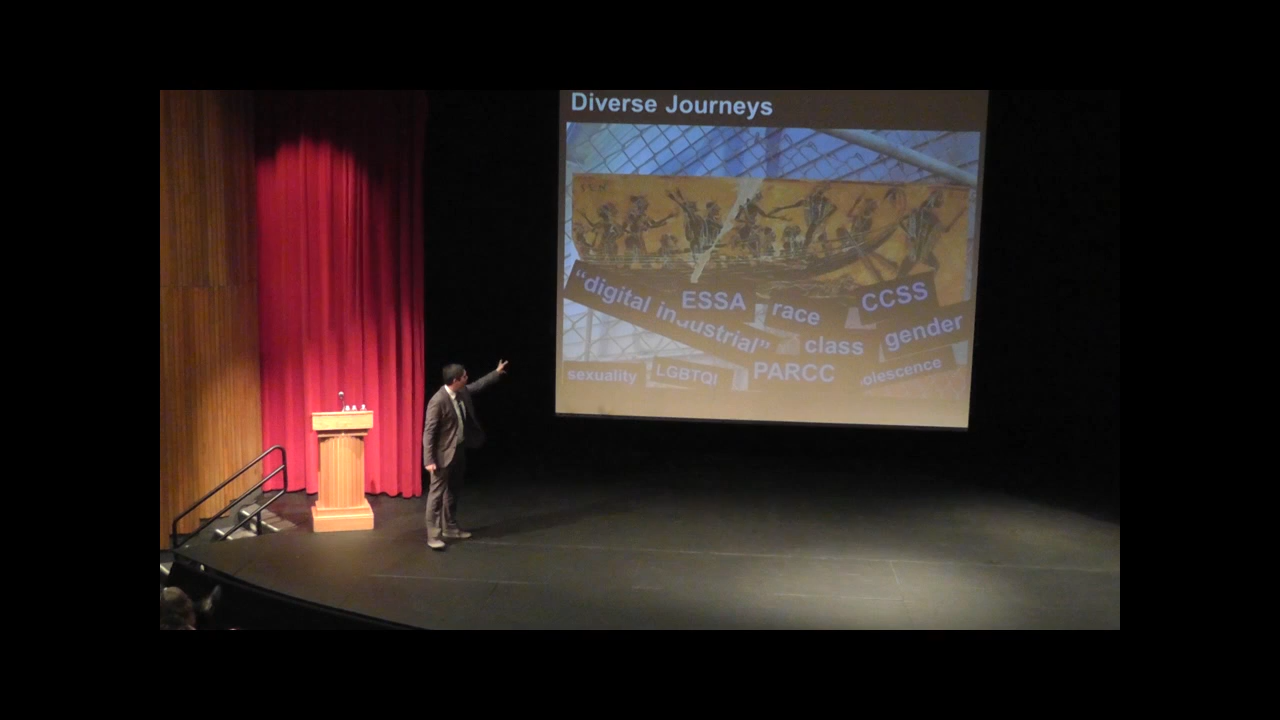 Diverse Journeys
"digital industrial"
ESSA
race
CCSS
class
gender
sexuality
LGBTQI
PARCC
olescence